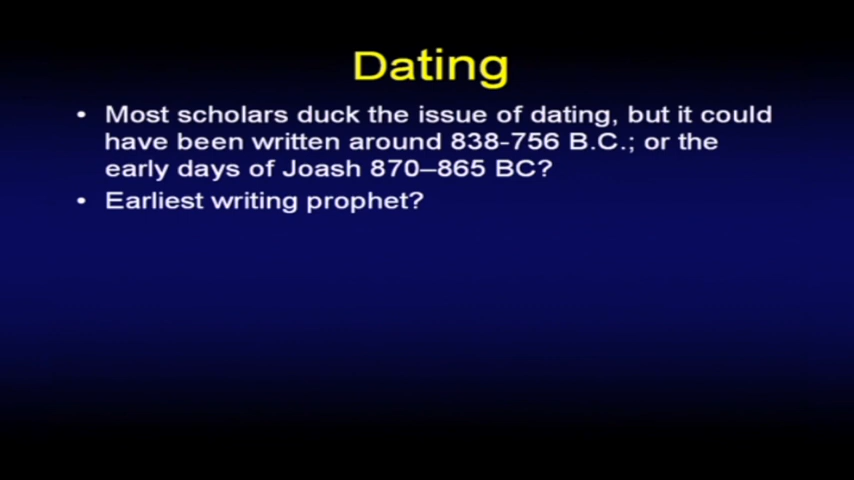 Dating
• Most scholars duck the issue of dating, but it could
have been written around 838-756 B.C.; or the
early days of Joash 870–865 BC?
• Earliest writing prophet?